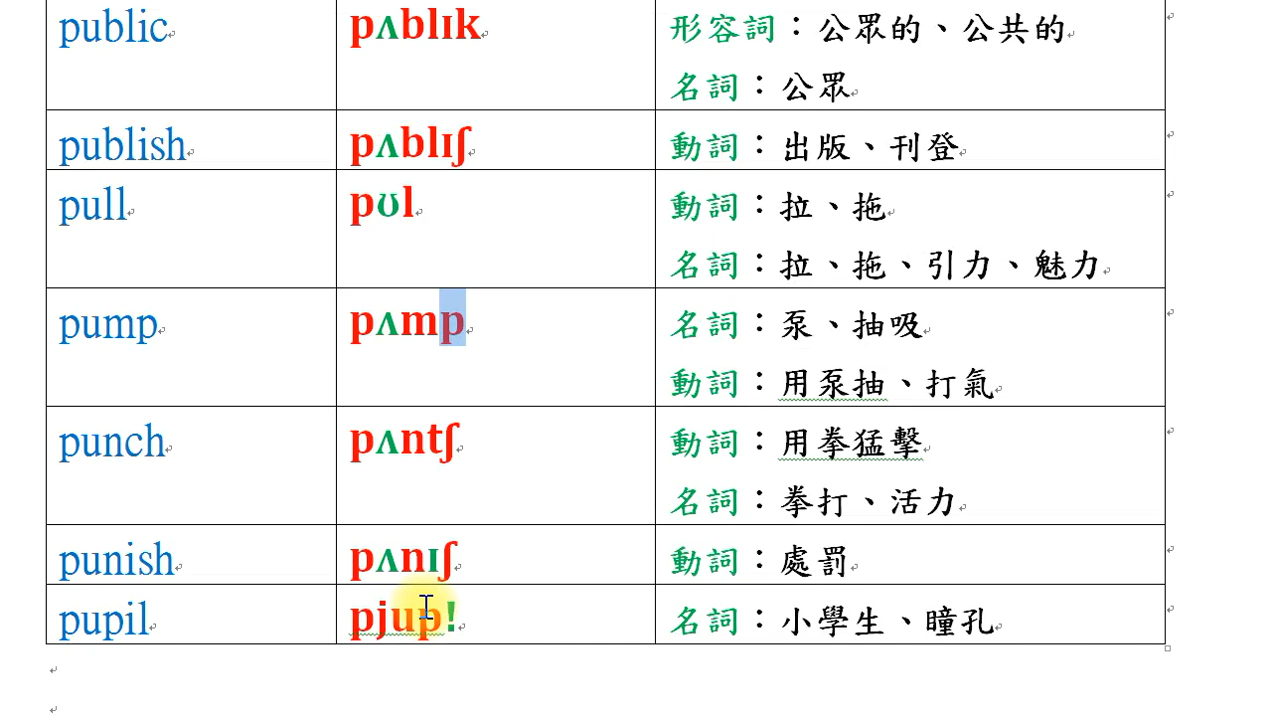 public pʌblɪk 形容詞：公眾的、公共的
名詞：公眾
publish pʌblɪʃ 動詞：出版、刊登
pull pʊl 動詞：拉、拖
名詞：拉、拖、引力、魅力
pump pʌmp 名詞：泵、抽吸
動詞：用泵抽、打氣
punch pʌntʃ 動詞：用拳猛擊
名詞：拳打、活力
punish pʌnɪʃ 動詞：處罰
pupil pjup! 名詞：小學生、瞳孔